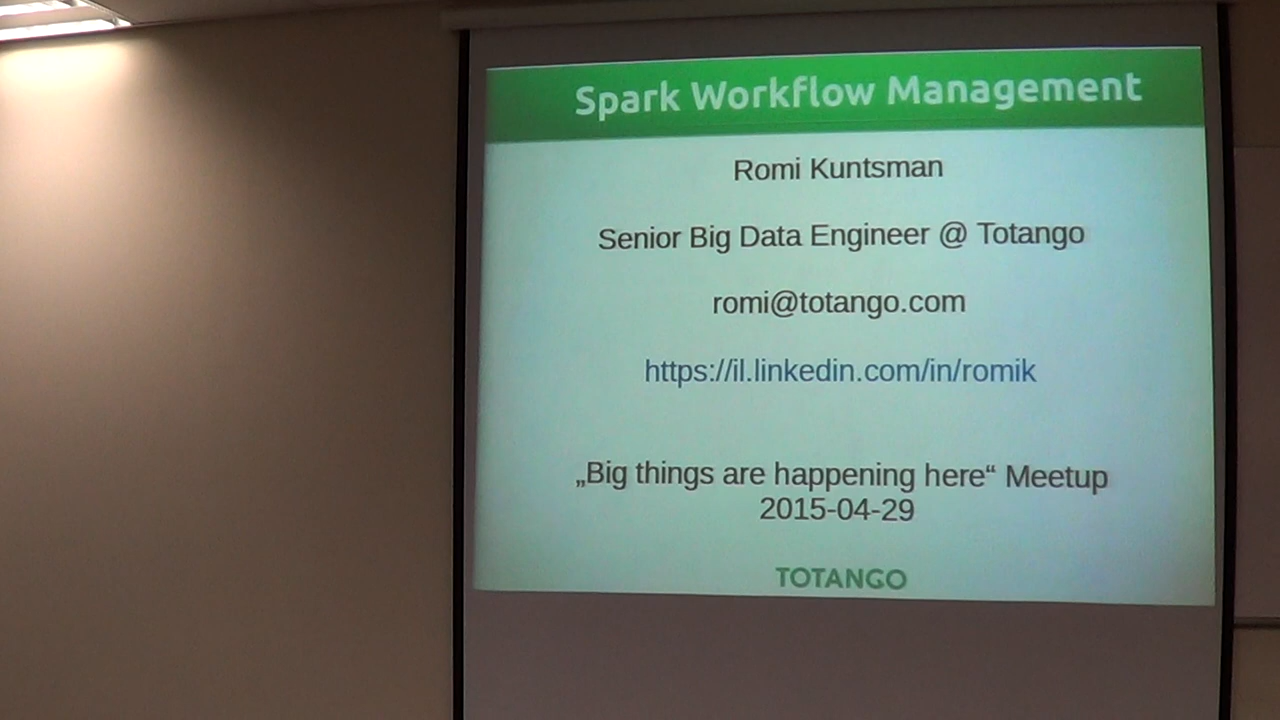 Spark Workflow Management
Romi Kuntsman
Senior Big Data Engineer @ Totango
romi@totango.com
https://il.linkedin.com/in/romik
„Big things are happening here“ Meetup
2015-04-29
TOTANGO